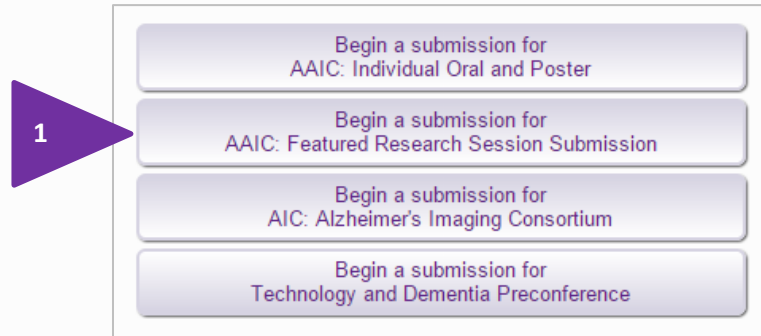 Begin a submission for
AAIC: Individual Oral and Poster
1
Begin a submission for
AAIC: Featured Research Session Submission
Begin a submission for
AIC: Alzheimer's Imaging Consortium
Begin a submission for
Technology and Dementia Preconference